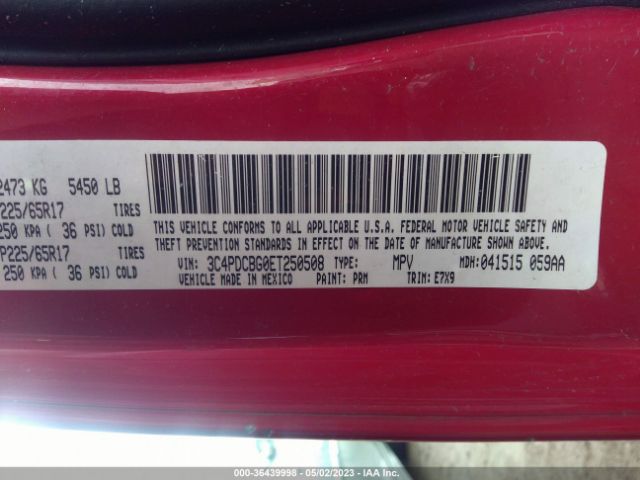 2473 KG 5450 LB
P225/65R17 TIRES
250 KPA ( 36 PSI) COLD
P225/65R17 TIRES
250 KPA ( 36 PSI) COLD
THIS VEHICLE CONFORMS TO ALL APPLICABLE U.S.A. FEDERAL MOTOR VEHICLE SAFETY AND
THEFT PREVENTION STANDARDS IN EFFECT ON THE DATE OF MANUFACTURE SHOWN ABOVE.
VIN: 3C4PDCBG0ET250508 TYPE: MPV MDH: 041515 059AA
VEHICLE MADE IN MEXICO PAINT: PRM TRIM: E7X9
000-36439998 - 05/02/2023 - IAA Inc.